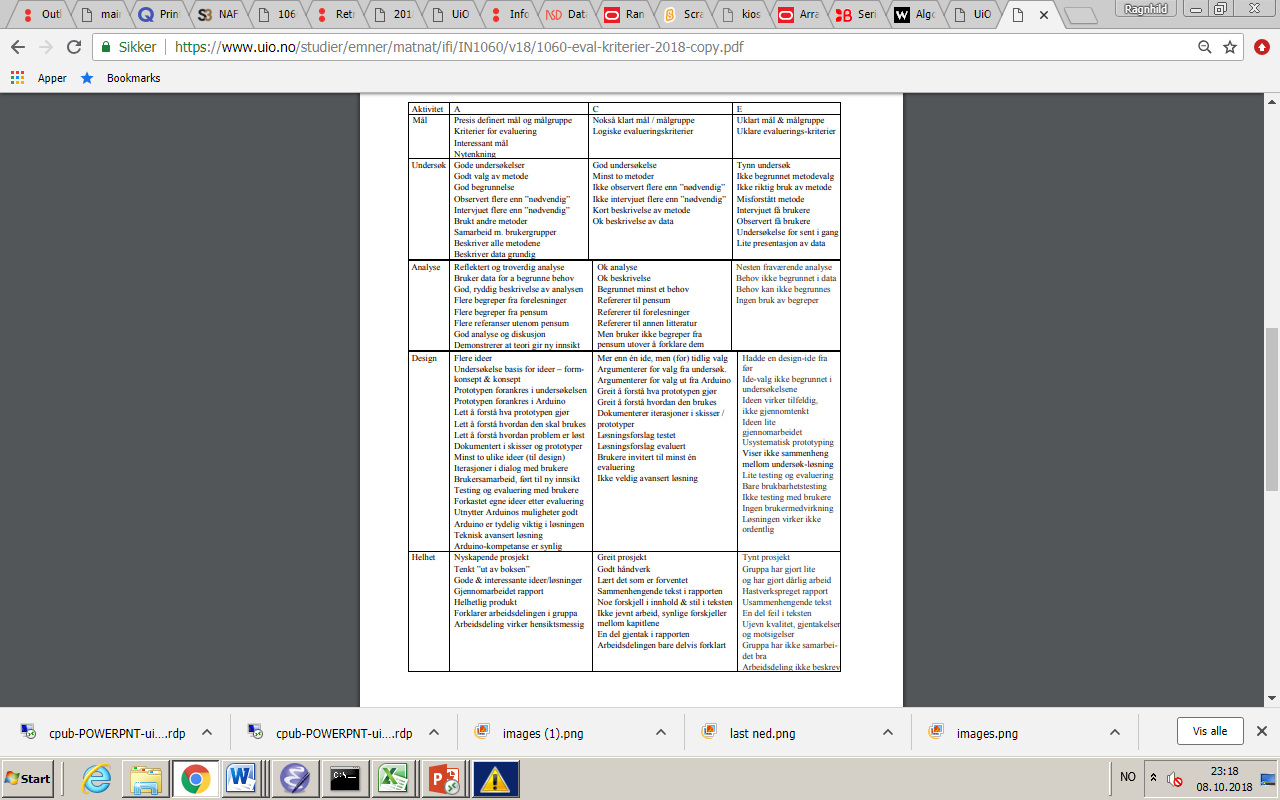 Outl
main
Print
NAF
106
Retr
201
UiO
Info
NSD Data
Ran
Scra
kios
Arra
Seri
W Algo
UiO
Ragnhild
Sikker
https://www.uio.no/studier/emner/matnat/ifi/IN1060/v18/1060-eval-kriterier-2018-copy.pdf
Apper
Bookmarks
Aktivitet A C E
Mål
Presis definert mål og målgruppe
Kriterier for evaluering
Interessant mål
Nytenkning
Nokså klart mål / målgruppe
Logiske evalueringskriterier
Uklart mål & målgruppe
Uklare evaluerings-kriterier
Undersøk
Gode undersøkelser
Godt valg av metode
God begrunnelse
Observert flere enn ”nødvendig”
Intervjuet flere enn ”nødvendig”
Brukt andre metoder
Samarbeid m. brukergrupper
Beskriver alle metodene
Beskriver data grundig
God undersøkelse
Minst to metoder
Ikke observert flere enn ”nødvendig”
Ikke intervjuet flere enn ”nødvendig”
Kort beskrivelse av metode
Ok beskrivelse av data
Tynn undersøk
Ikke begrunnet metodevalg
Ikke riktig bruk av metode
Misforstått metode
Intervjuet få brukere
Observert få brukere
Undersøkelse for sent i gang
Lite presentasjon av data
Analyse
Reflektert og troverdig analyse
Bruker data for a begrunne behov
God, ryddig beskrivelse av analysen
Flere begreper fra forelesninger
Flere begreper fra pensum
Flere referanser utenom pensum
God analyse og diskusjon
Demonstrerer at teori gir ny innsikt
Ok analyse
Ok beskrivelse
Begrunnet minst et behov
Refererer til pensum
Refererer til forelesninger
Refererer til annen litteratur
Men bruker ikke begreper fra
pensum utover å forklare dem
Nesten fraværende analyse
Behov ikke begrunnet i data
Behov kan ikke begrunnes
Ingen bruk av begreper
Design
Flere ideer
Undersøkelse basis for ideer – form-
konsept & konsept
Prototypen forankres i undersøkelsen
Prototypen forankres i Arduino
Lett å forstå hva prototypen gjør
Lett å forstå hvordan den skal brukes
Lett å forstå hvordan problem er løst
Dokumentert i skisser og prototyper
Minst to ulike ideer (til design)
Iterasjoner i dialog med brukere
Brukersamarbeid, ført til ny innsikt
Testing og evaluering med brukere
Forkastet egne ideer etter evaluering
Utnytter Arduinos muligheter godt
Arduino er tydelig viktig i løsningen
Teknisk avansert løsning
Arduino-kompetanse er synlig
Mer enn én ide, men (for) tidlig valg
Argumenterer for valg fra undersøk.
Argumenterer for valg ut fra Arduino
Greit å forstå hva prototypen gjør
Greit å forstå hvordan den brukes
Dokumenterer iterasjoner i skisser /
prototyper
Løsningsforslag testet
Løsningsforslag evaluert
Brukere invitert til minst én
evaluering
Ikke veldig avansert løsning
Hadde en design-ide fra
før
Ide-valg ikke begrunnet i
undersøkelsene
Ideen virker tilfeldig,
ikke gjennomtenkt
Ideen lite
gjennomarbeidet
Usystematisk prototyping
Viser ikke sammenheng
mellom undersøk-løsning
Lite testing og evaluering
Bare brukbarhetstesting
Ikke testing med brukere
Ingen brukermedvirkning
Løsningen virker ikke
ordentlig
Helhet
Nyskapende prosjekt
Tenkt ”ut av boksen”
Gode & interessante ideer/løsninger
Gjennomarbeidet rapport
Helhetlig produkt
Forklarer arbeidsdelingen i gruppa
Arbeidsdeling virker hensiktsmessig
Greit prosjekt
Godt håndverk
Lært det som er forventet
Sammenhengende tekst i rapporten
Noe forskjell i innhold & stil i teksten
Ikke jevnt arbeid, synlige forskjeller
mellom kapitlene
En del gjentak i rapporten
Arbeidsdelingen bare delvis forklart
Tynt prosjekt
Gruppa har gjort lite
og har gjort dårlig arbeid
Hastverkspreget rapport
Usammenhengende tekst
En del feil i teksten
Ujevn kvalitet, gjentakelser
og motsigelser
Gruppa har ikke samarbei-
det bra
Arbeidsdeling ikke beskrev
cpub-POWERPNT-ui....rdp
cpub-POWERPNT-ui....rdp
images (1).png
last ned.png
images.png
Vis alle
Start
NO
23:18
08.10.2018